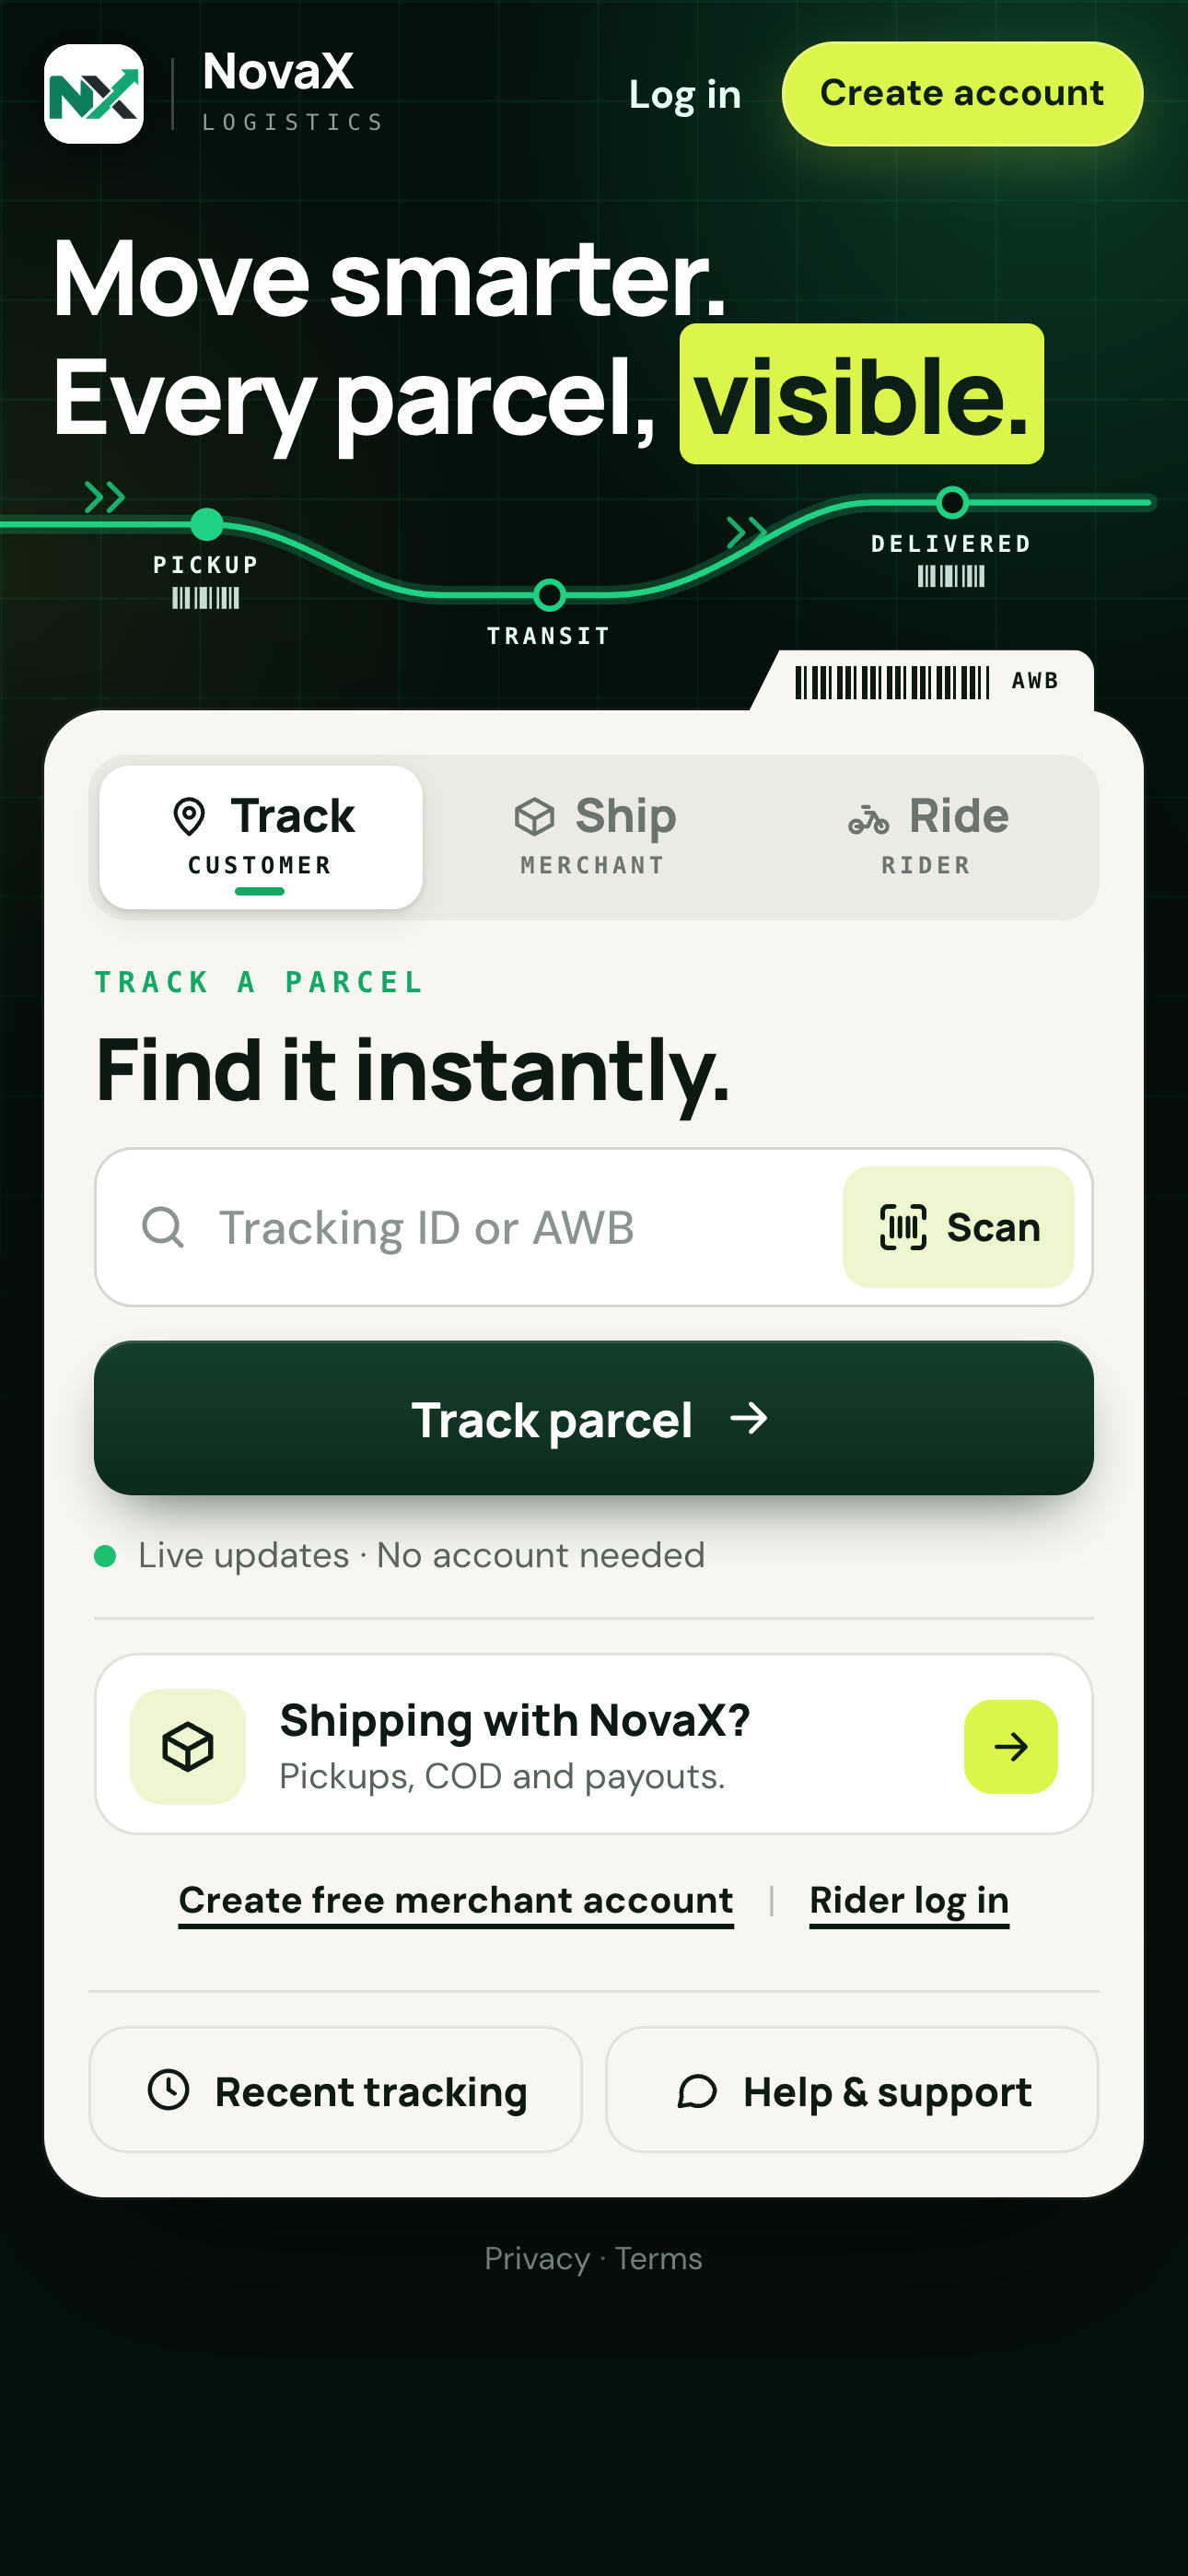 NX
NovaX
LOGISTICS
Log in
Create account
Move smarter.
Every parcel, visible.
PICKUP
TRANSIT
DELIVERED
AWB
Track
CUSTOMER
Ship
MERCHANT
Ride
RIDER
TRACK A PARCEL
Find it instantly.
Tracking ID or AWB
Scan
Track parcel
Live updates · No account needed
Shipping with NovaX?
Pickups, COD and payouts.
Create free merchant account | Rider log in
Recent tracking
Help & support
Privacy · Terms